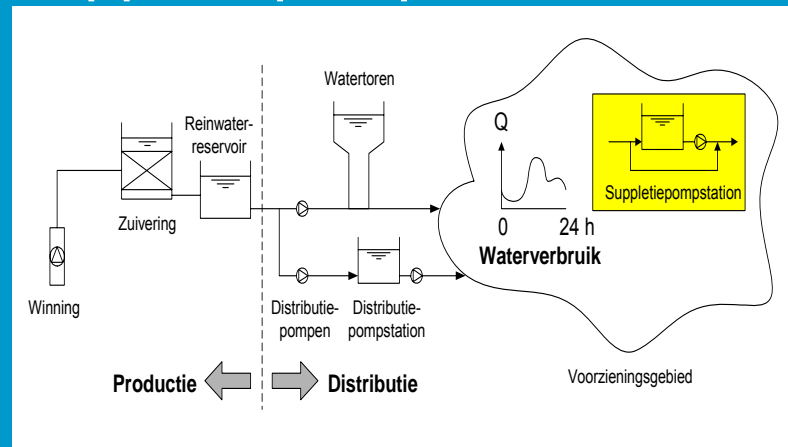 Watertoren
Reinwater-
reservoir
Zuivering
Winning
Q
0 24 h
Waterverbruik
Suppletiepompstation
Distributie-
pompen
Distributie-
pompstation
Productie
Distributie
Voorzieningsgebied